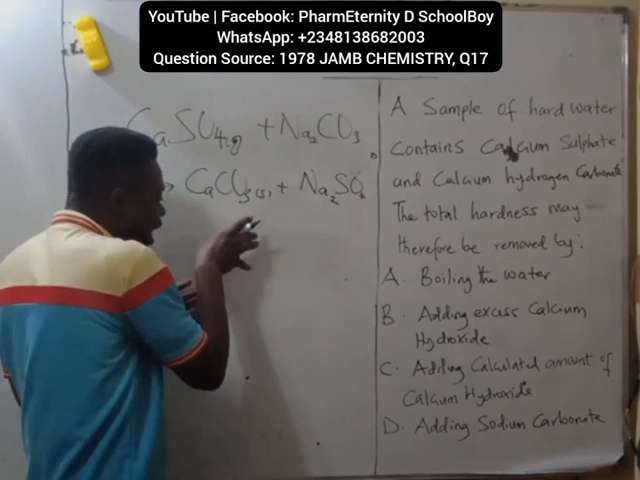 YouTube | Facebook: PharmEternity D SchoolBoy
WhatsApp: +2348138682003
Question Source: 1978 JAMB CHEMISTRY, Q17
CaSO4(s) + Na2CO3
→ CaCO3(s) + Na2SO4
A Sample of hard water
contains Calcium Sulphate
and Calcium hydrogen Carbonate
The total hardness may
therefore be removed by:
A. Boiling the water
B. Adding excess Calcium
Hydroxide
C. Adding Calculated amount of
Calcium Hydroxide
D. Adding Sodium Carbonate